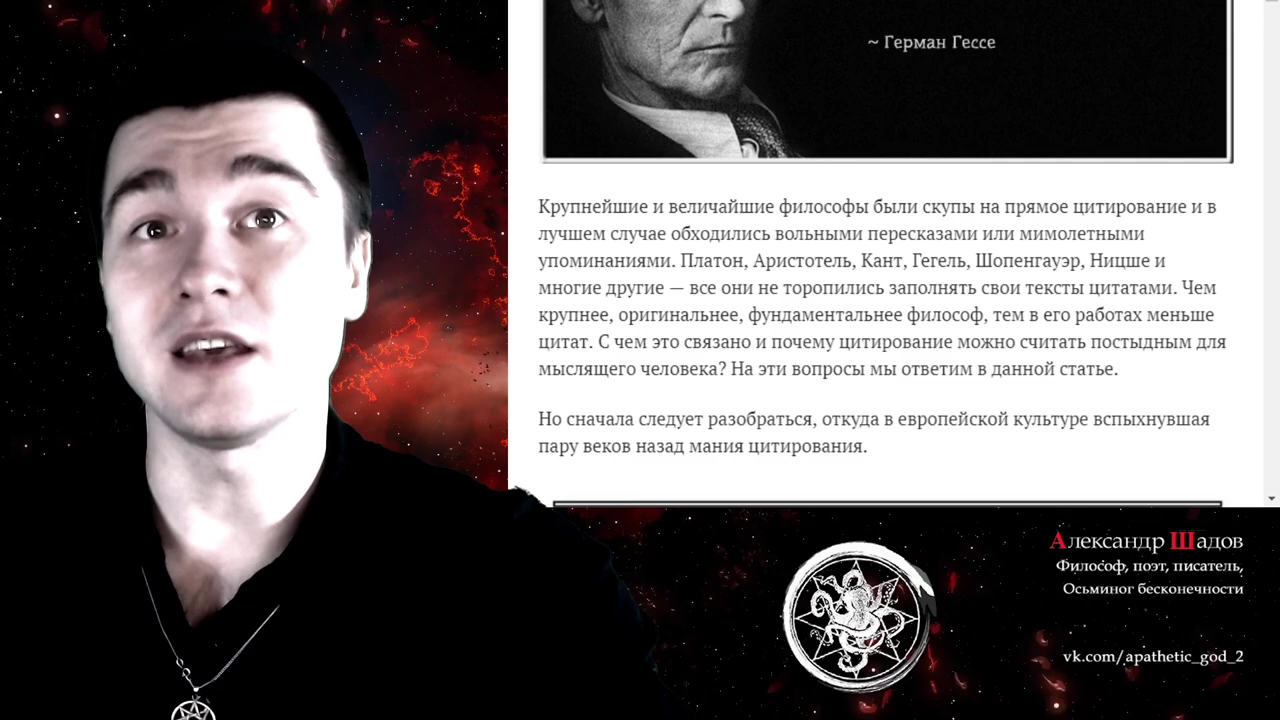 ~ Герман Гессе
Крупнейшие и величайшие философы были скупы на прямое цитирование и в
лучшем случае обходились вольными пересказами или мимолетными
упоминаниями. Платон, Аристотель, Кант, Гегель, Шопенгауэр, Ницше и
многие другие — все они не торопились заполнять свои тексты цитатами. Чем
крупнее, оригинальнее, фундаментальнее философ, тем в его работах меньше
цитат. С чем это связано и почему цитирование можно считать постыдным для
мыслящего человека? На эти вопросы мы ответим в данной статье.
Но сначала следует разобраться, откуда в европейской культуре вспыхнувшая
пару веков назад мания цитирования.
Александр Шадов
Философ, поэт, писатель,
Осьминог бесконечности
vk.com/apathetic_god_2